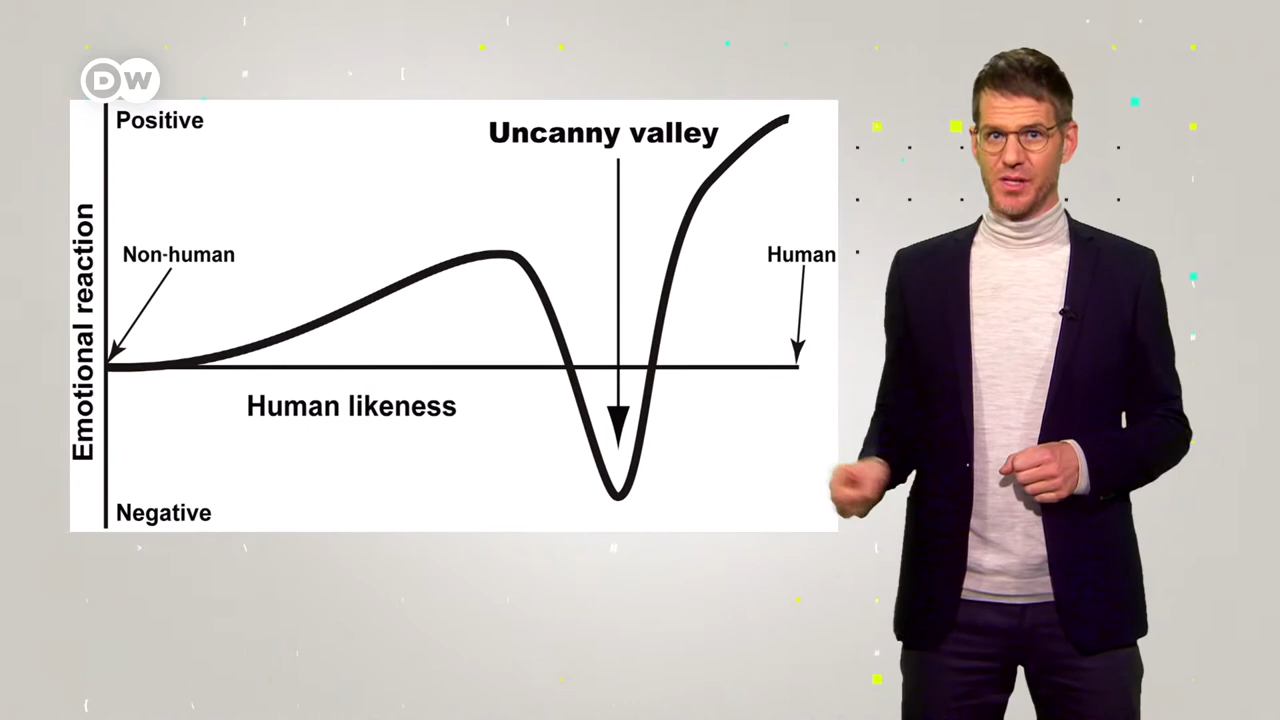 DW
Positive
Uncanny valley
Non-human
Human
Emotional reaction
Human likeness
Negative